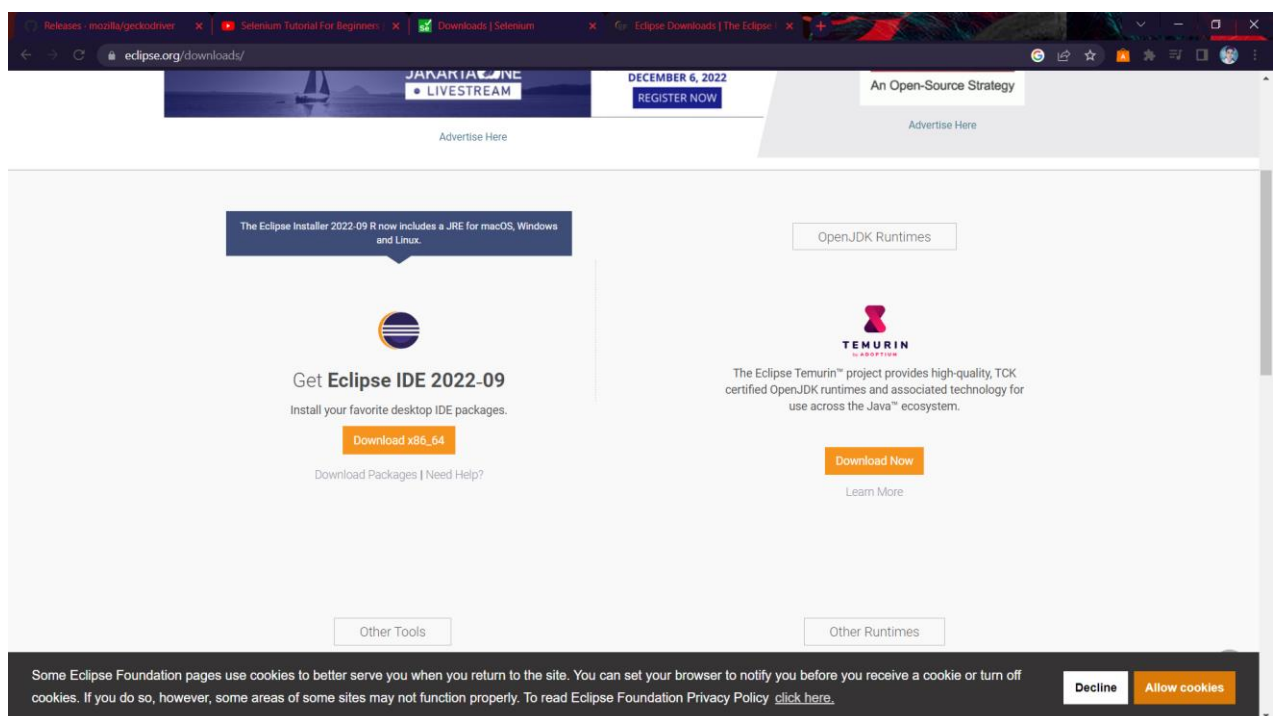 Releases · mozilla/geckodriver
Selenium Tutorial For Beginners
Downloads | Selenium
Eclipse Downloads | The Eclipse
eclipse.org/downloads/
JAKARTA ONE
LIVESTREAM
DECEMBER 6, 2022
REGISTER NOW
An Open-Source Strategy
Advertise Here
Advertise Here
The Eclipse Installer 2022-09 R now includes a JRE for macOS, Windows
and Linux.
Get Eclipse IDE 2022-09
Install your favorite desktop IDE packages.
Download x86_64
Download Packages | Need Help?
OpenJDK Runtimes
TEMURIN
by ADOPTIUM
The Eclipse Temurin™ project provides high-quality, TCK
certified OpenJDK runtimes and associated technology for
use across the Java™ ecosystem.
Download Now
Learn More
Other Tools
Other Runtimes
Some Eclipse Foundation pages use cookies to better serve you when you return to the site. You can set your browser to notify you before you receive a cookie or turn off
cookies. If you do so, however, some areas of some sites may not function properly. To read Eclipse Foundation Privacy Policy click here.
Decline
Allow cookies